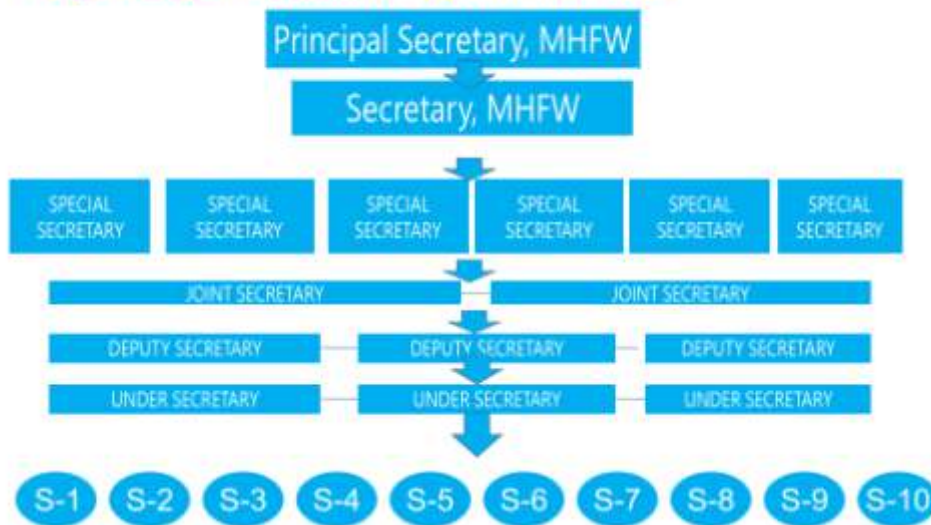 Principal Secretary, MHFW
Secretary, MHFW
SPECIAL
SECRETARY
SPECIAL
SECRETARY
SPECIAL
SECRETARY
SPECIAL
SECRETARY
SPECIAL
SECRETARY
SPECIAL
SECRETARY
JOINT SECRETARY
JOINT SECRETARY
DEPUTY SECRETARY
DEPUTY SECRETARY
DEPUTY SECRETARY
UNDER SECRETARY
UNDER SECRETARY
UNDER SECRETARY
S-1
S-2
S-3
S-4
S-5
S-6
S-7
S-8
S-9
S-10